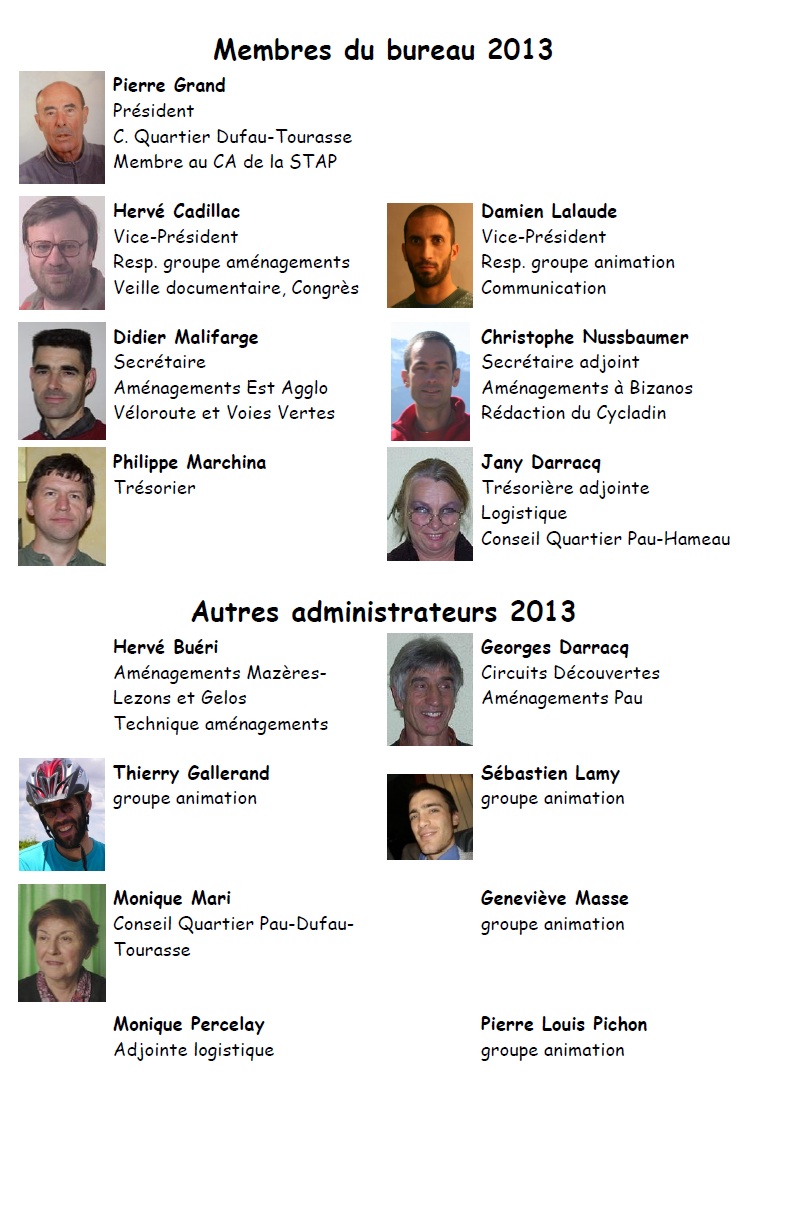 Membres du bureau 2013
Pierre Grand
Président
C. Quartier Dufau-Tourasse
Membre au CA de la STAP
Hervé Cadillac
Vice-Président
Resp. groupe aménagements
Veille documentaire, Congrès
Damien Lalaude
Vice-Président
Resp. groupe animation
Communication
Didier Malifarge
Secrétaire
Aménagements Est Agglo
Véloroute et Voies Vertes
Christophe Nussbaumer
Secrétaire adjoint
Aménagements à Bizanos
Rédaction du Cycladin
Philippe Marchina
Trésorier
Jany Darracq
Trésorière adjointe
Logistique
Conseil Quartier Pau-Hameau
Autres administrateurs 2013
Hervé Buéri
Aménagements Mazères-
Lezons et Gelos
Technique aménagements
Georges Darracq
Circuits Découvertes
Aménagements Pau
Thierry Gallerand
groupe animation
Sébastien Lamy
groupe animation
Monique Mari
Conseil Quartier Pau-Dufau-
Tourasse
Geneviève Masse
groupe animation
Monique Percelay
Adjointe logistique
Pierre Louis Pichon
groupe animation